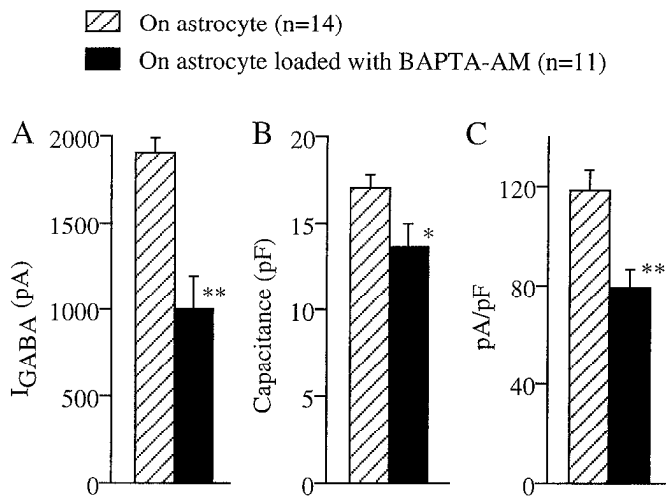 On astrocyte (n=14)
On astrocyte loaded with BAPTA-AM (n=11)
A
B
C
2000
1500
1000
500
0
I_GABA (pA)
**
20
15
10
5
0
Capacitance (pF)
*
120
80
40
0
pA/pF
**